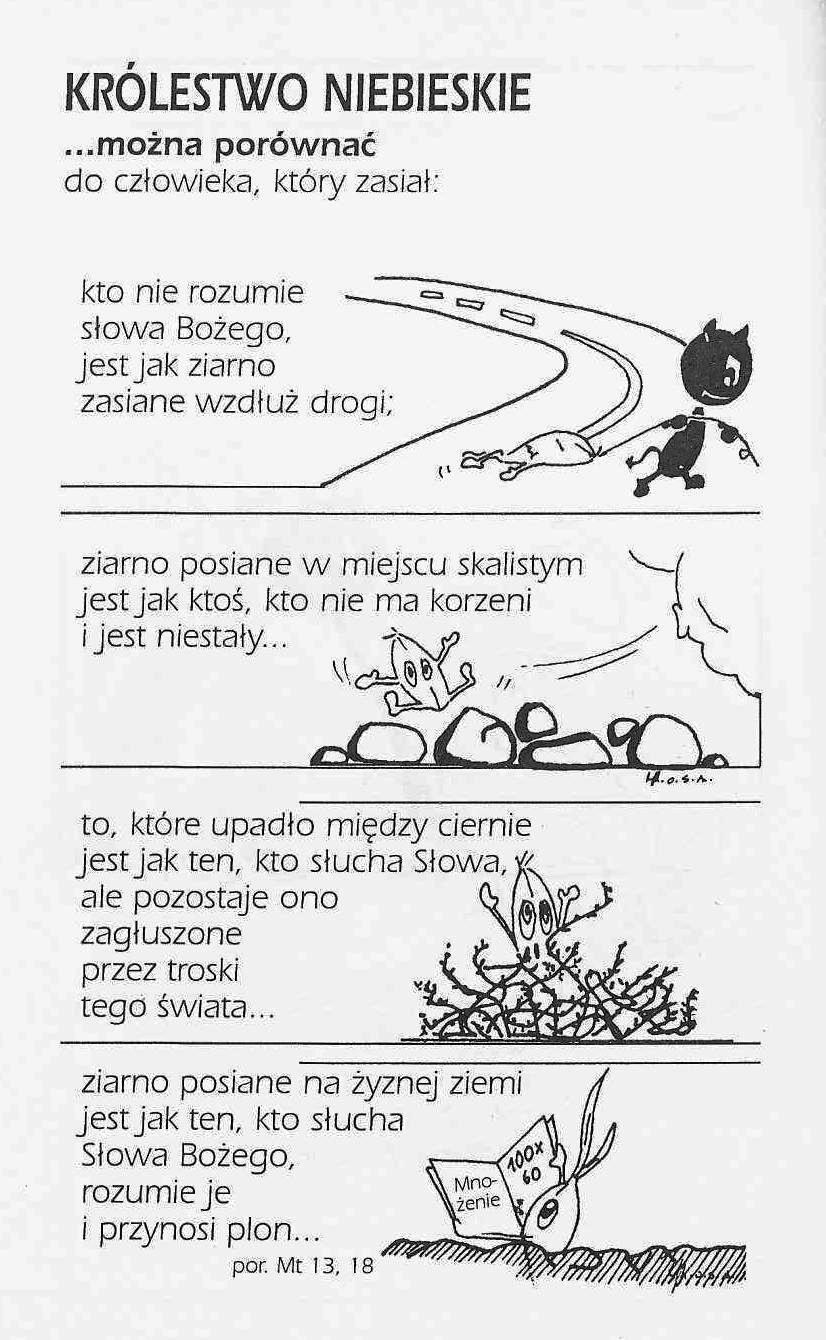 KRÓLESTWO NIEBIESKIE
...można porównać
do człowieka, który zasiał:
kto nie rozumie
słowa Bożego,
jest jak ziarno
zasiane wzdłuż drogi;
ziarno posiane w miejscu skalistym
jest jak ktoś, kto nie ma korzeni
i jest niestały...
to, które upadło między ciernie
jest jak ten, kto słucha Słowa,
ale pozostaje ono
zagłuszone
przez troski
tego świata...
ziarno posiane na żyznej ziemi
jest jak ten, kto słucha
Słowa Bożego,
rozumie je
i przynosi plon...
Mno-
żenie
100x
60
por. Mt 13, 18